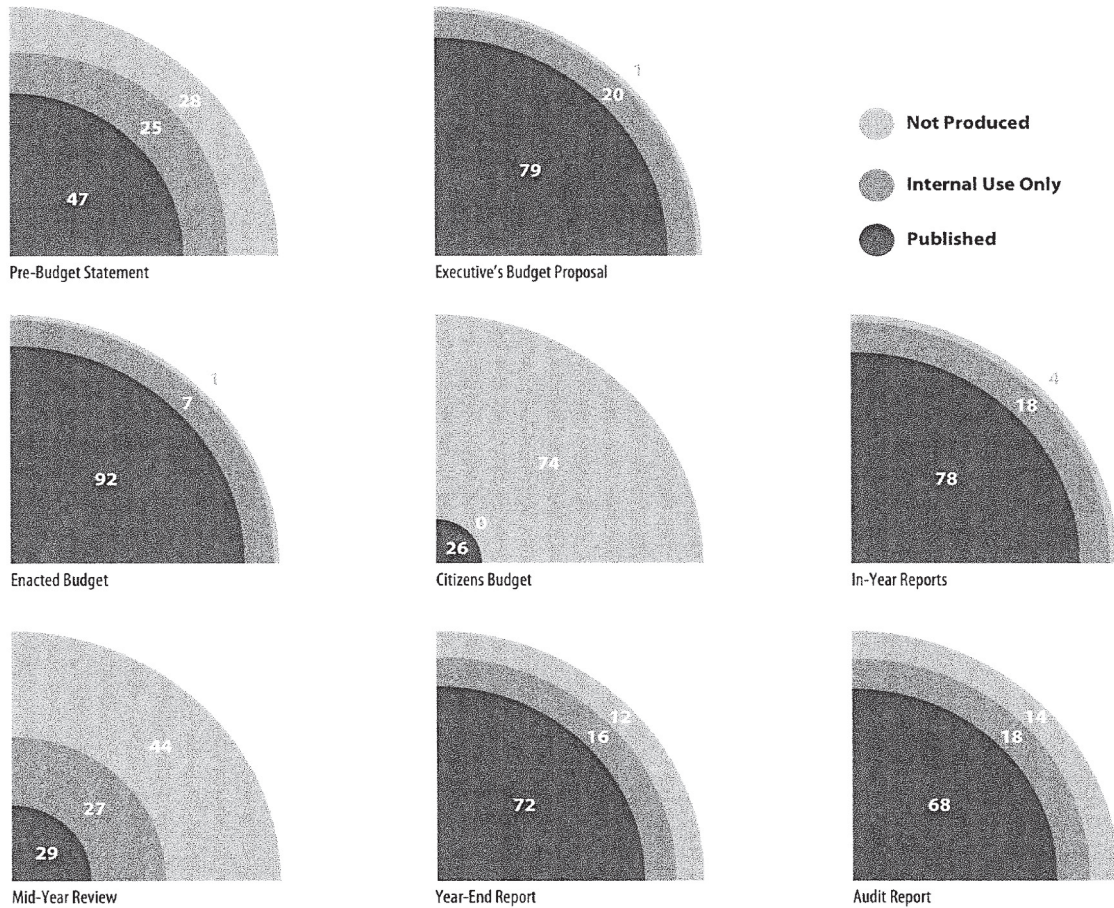 28
25
47
Pre-Budget Statement
1
20
79
Executive's Budget Proposal
Not Produced
Internal Use Only
Published
1
7
92
Enacted Budget
74
0
26
Citizens Budget
4
18
78
In-Year Reports
44
27
29
Mid-Year Review
12
16
72
Year-End Report
14
18
68
Audit Report